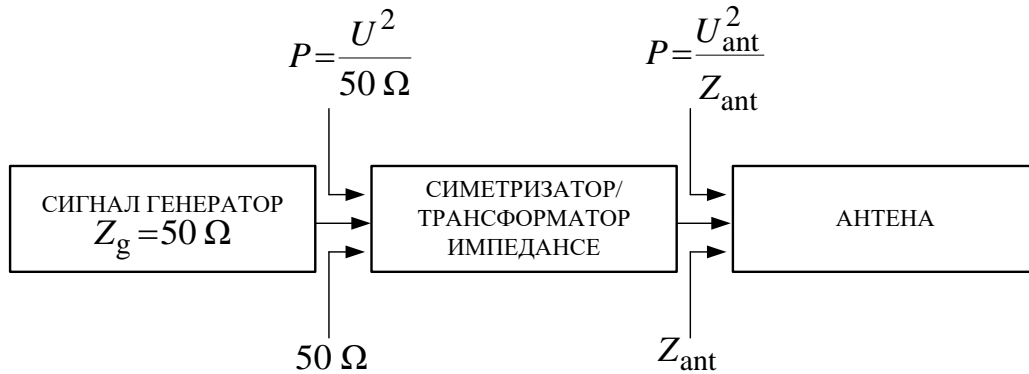 P = U² / 50 Ω
P = U²ant / Zant
СИГНАЛ ГЕНЕРАТОР
Zg = 50 Ω
СИМЕТРИЗАТОР/
ТРАНСФОРМАТОР
ИМПЕДАНСЕ
АНТЕНА
50 Ω
Zant